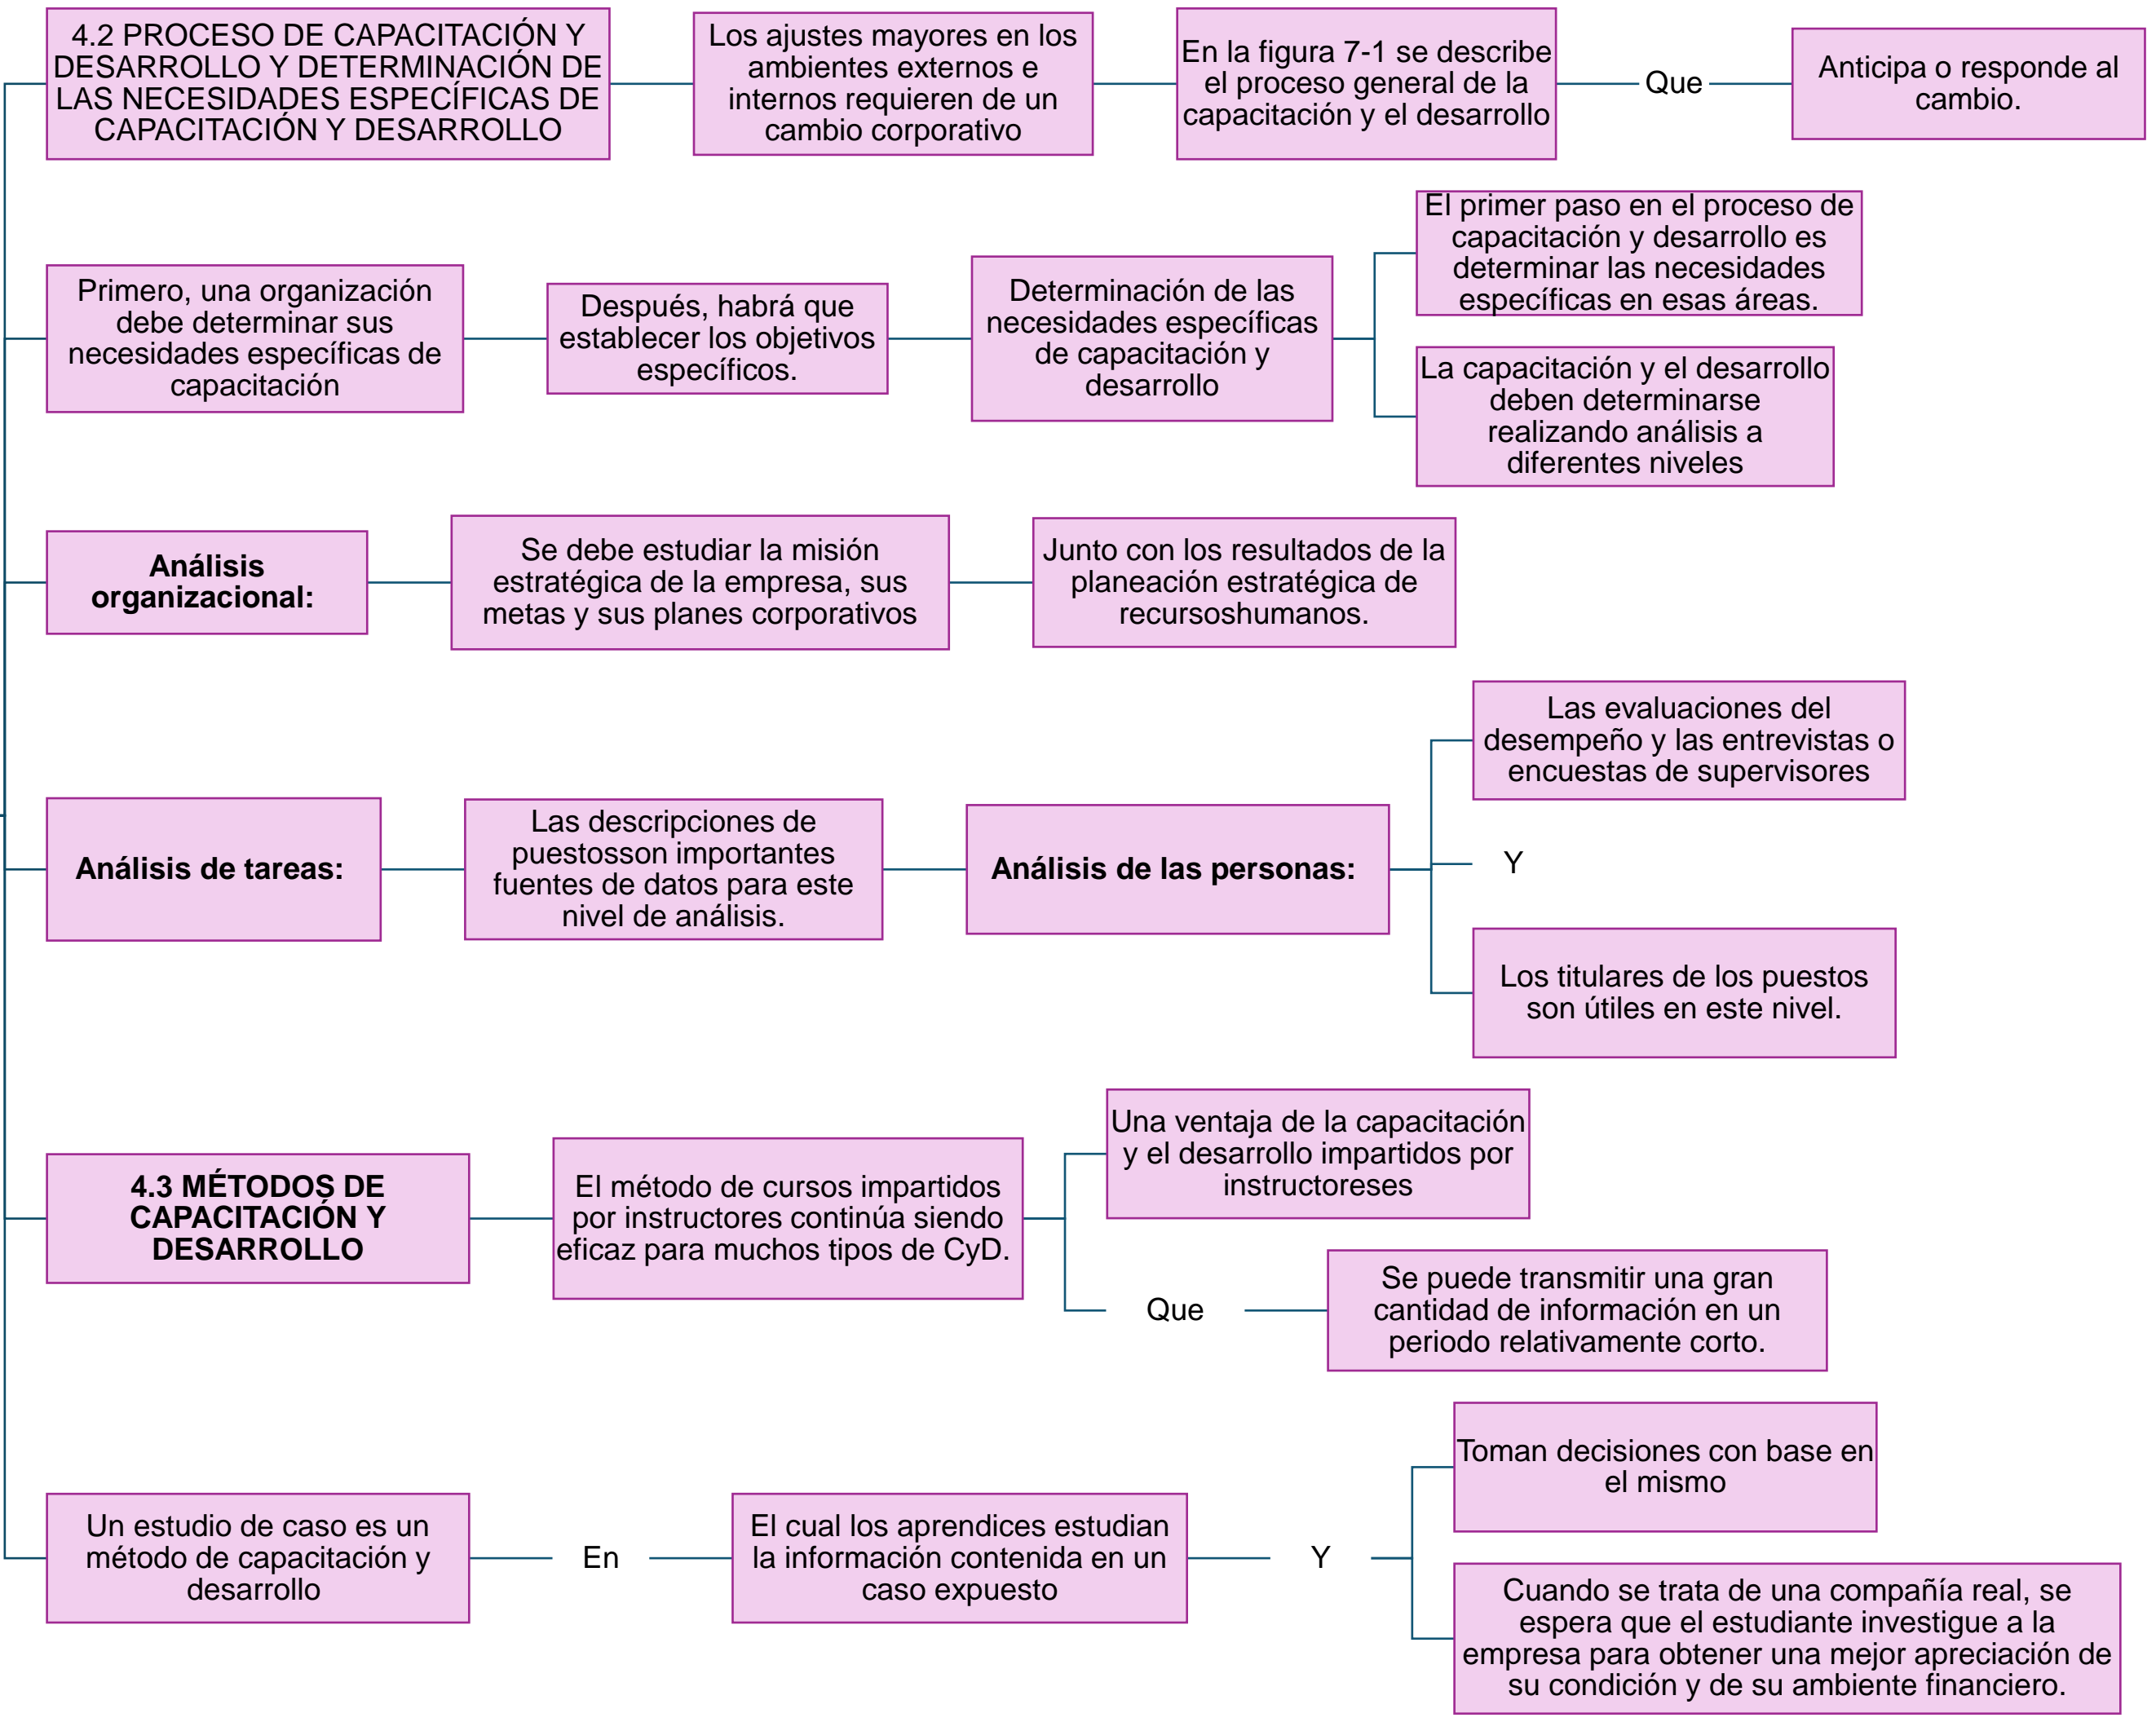 4.2 PROCESO DE CAPACITACIÓN Y
DESARROLLO Y DETERMINACIÓN DE
LAS NECESIDADES ESPECÍFICAS DE
CAPACITACIÓN Y DESARROLLO
Los ajustes mayores en los
ambientes externos e
internos requieren de un
cambio corporativo
En la figura 7-1 se describe
el proceso general de la
capacitación y el desarrollo
Que
Anticipa o responde al
cambio.
Primero, una organización
debe determinar sus
necesidades específicas de
capacitación
Después, habrá que
establecer los objetivos
específicos.
Determinación de las
necesidades específicas
de capacitación y
desarrollo
El primer paso en el proceso de
capacitación y desarrollo es
determinar las necesidades
específicas en esas áreas.
La capacitación y el desarrollo
deben determinarse
realizando análisis a
diferentes niveles
Análisis
organizacional:
Se debe estudiar la misión
estratégica de la empresa, sus
metas y sus planes corporativos
Junto con los resultados de la
planeación estratégica de
recursoshumanos.
Análisis de tareas:
Las descripciones de
puestosson importantes
fuentes de datos para este
nivel de análisis.
Análisis de las personas:
Las evaluaciones del
desempeño y las entrevistas o
encuestas de supervisores
Y
Los titulares de los puestos
son útiles en este nivel.
4.3 MÉTODOS DE
CAPACITACIÓN Y
DESARROLLO
El método de cursos impartidos
por instructores continúa siendo
eficaz para muchos tipos de CyD.
Una ventaja de la capacitación
y el desarrollo impartidos por
instructoreses
Que
Se puede transmitir una gran
cantidad de información en un
periodo relativamente corto.
Un estudio de caso es un
método de capacitación y
desarrollo
En
El cual los aprendices estudian
la información contenida en un
caso expuesto
Y
Toman decisiones con base en
el mismo
Cuando se trata de una compañía real, se
espera que el estudiante investigue a la
empresa para obtener una mejor apreciación de
su condición y de su ambiente financiero.